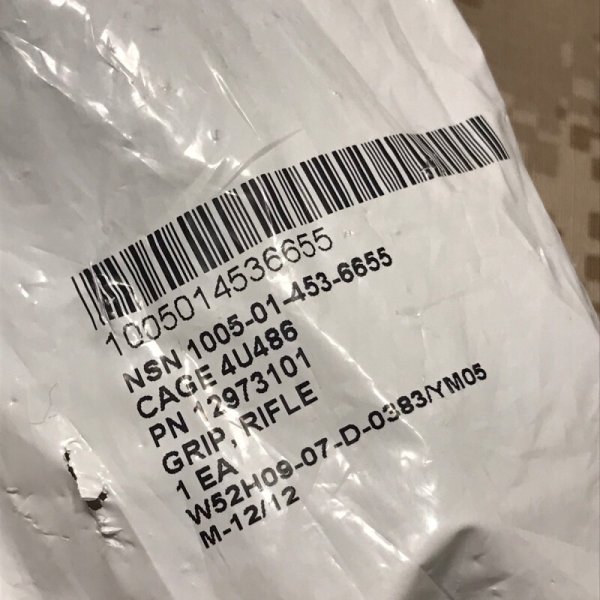 1005014536655
NSN 1005-01-453-6655
CAGE 4U486
PN 12973101
GRIP, RIFLE
1 EA
W52H09-07-D-0383/YM05
M-12/12